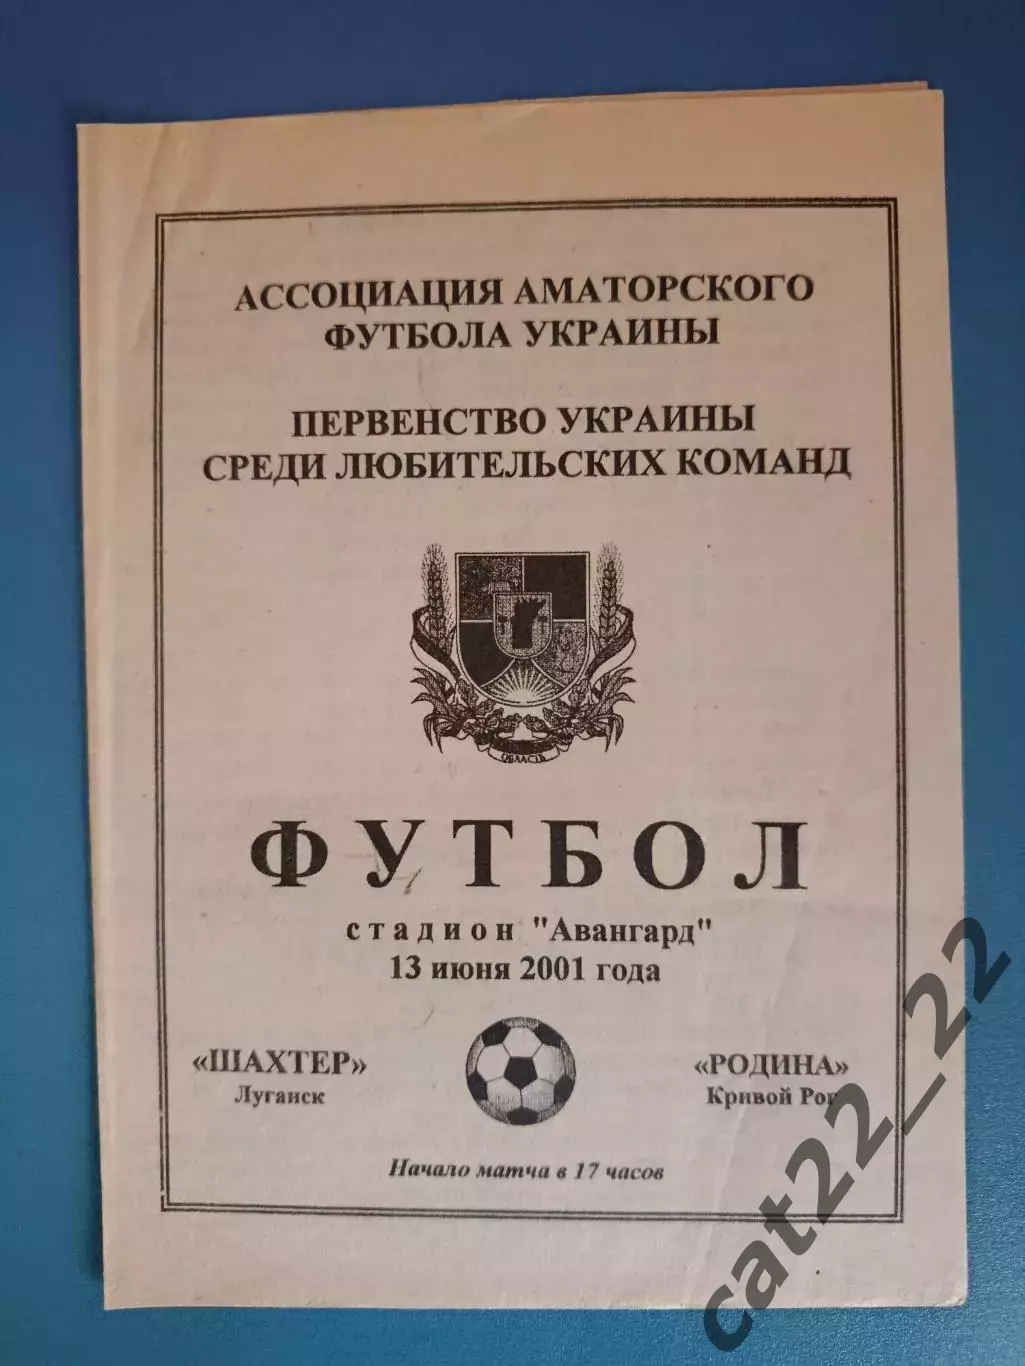 АССОЦИАЦИЯ АМАТОРСКОГО
ФУТБОЛА УКРАИНЫ
ПЕРВЕНСТВО УКРАИНЫ
СРЕДИ ЛЮБИТЕЛЬСКИХ КОМАНД
ОБЛАСТЬ
ФУТБОЛ
стадион "Авангард"
13 июня 2001 года
«ШАХТЕР» «РОДИНА»
Луганск Кривой Рог
Начало матча в 17 часов
cat22_22